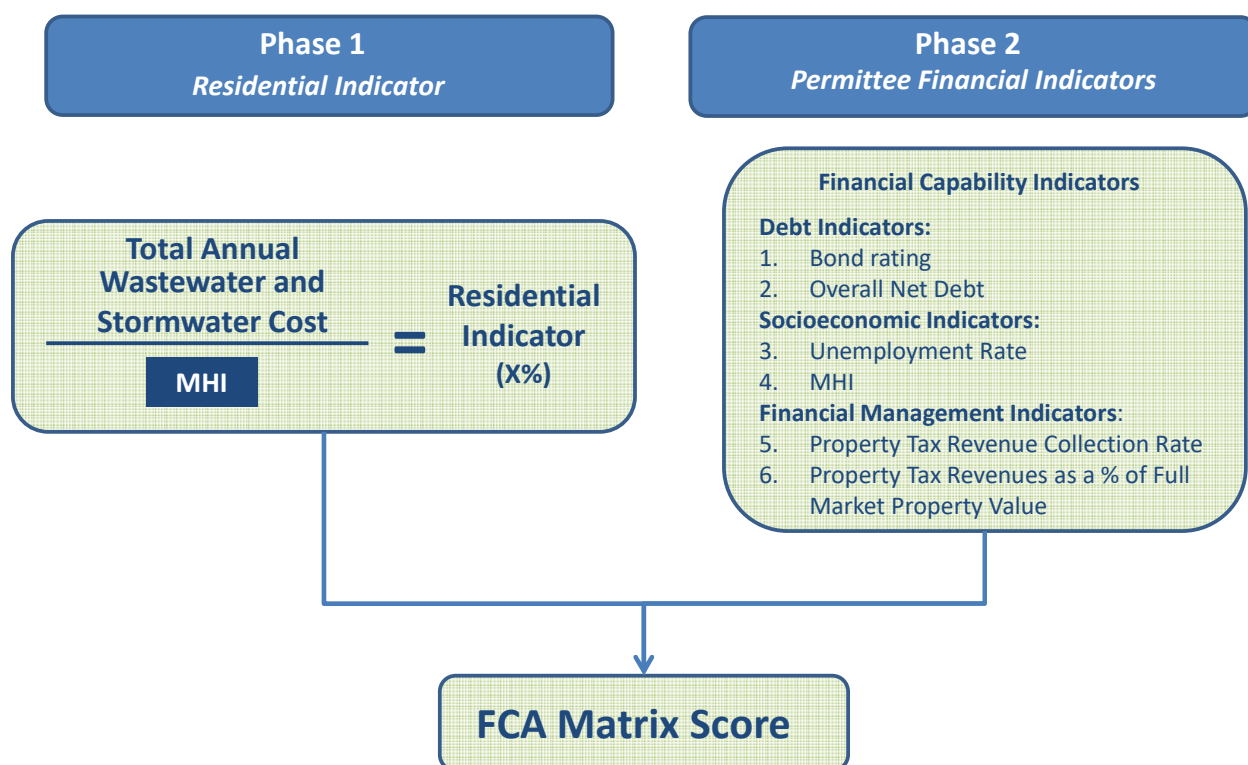 Phase 1
Residential Indicator
Phase 2
Permittee Financial Indicators
Total Annual
Wastewater and
Stormwater Cost
MHI
=
Residential
Indicator
(X%)
Financial Capability Indicators
Debt Indicators:
1. Bond rating
2. Overall Net Debt
Socioeconomic Indicators:
3. Unemployment Rate
4. MHI
Financial Management Indicators:
5. Property Tax Revenue Collection Rate
6. Property Tax Revenues as a % of Full
Market Property Value
FCA Matrix Score